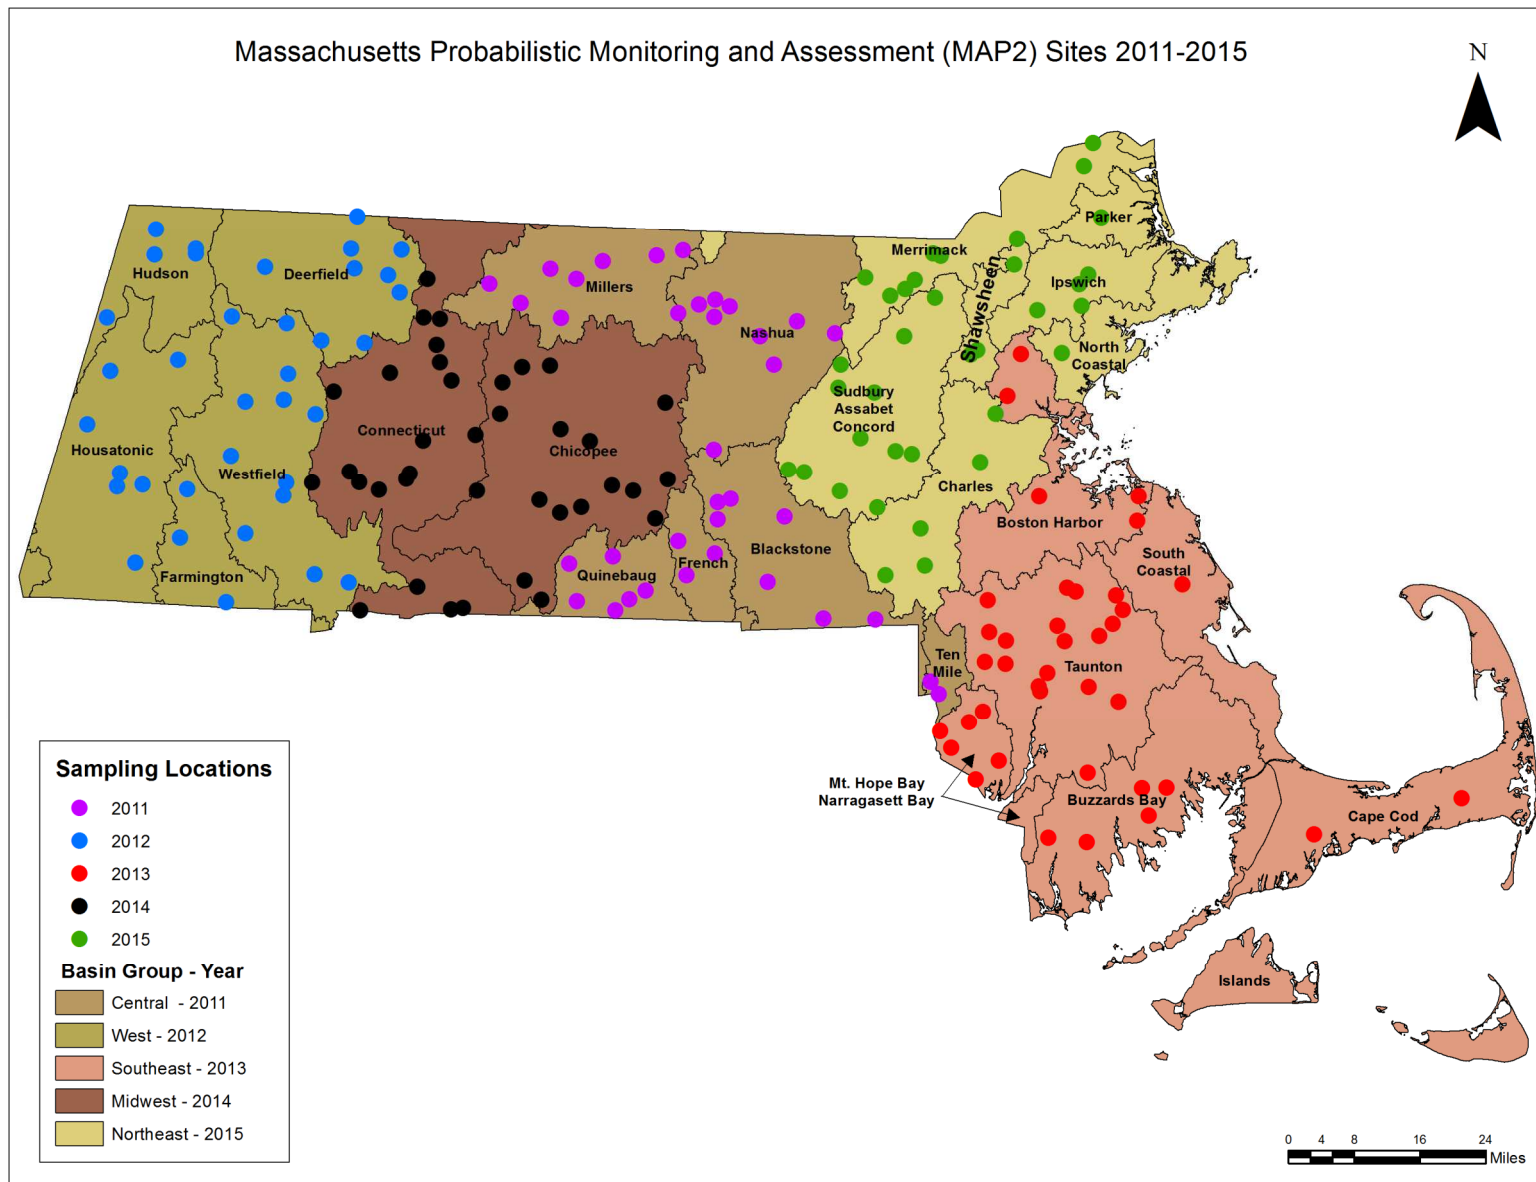 Massachusetts Probabilistic Monitoring and Assessment (MAP2) Sites 2011-2015
N
Parker
Merrimack
Hudson
Deerfield
Millers
Shawsheen
Ipswich
Nashua
North
Coastal
Sudbury
Assabet
Concord
Connecticut
Housatonic
Westfield
Chicopee
Charles
Boston Harbor
Blackstone
South
Coastal
Farmington
Quinebaug
French
Ten
Mile
Taunton
Mt. Hope Bay
Narragasett Bay
Buzzards Bay
Cape Cod
Islands
Sampling Locations
2011
2012
2013
2014
2015
Basin Group - Year
Central - 2011
West - 2012
Southeast - 2013
Midwest - 2014
Northeast - 2015
0 4 8 16 24
Miles